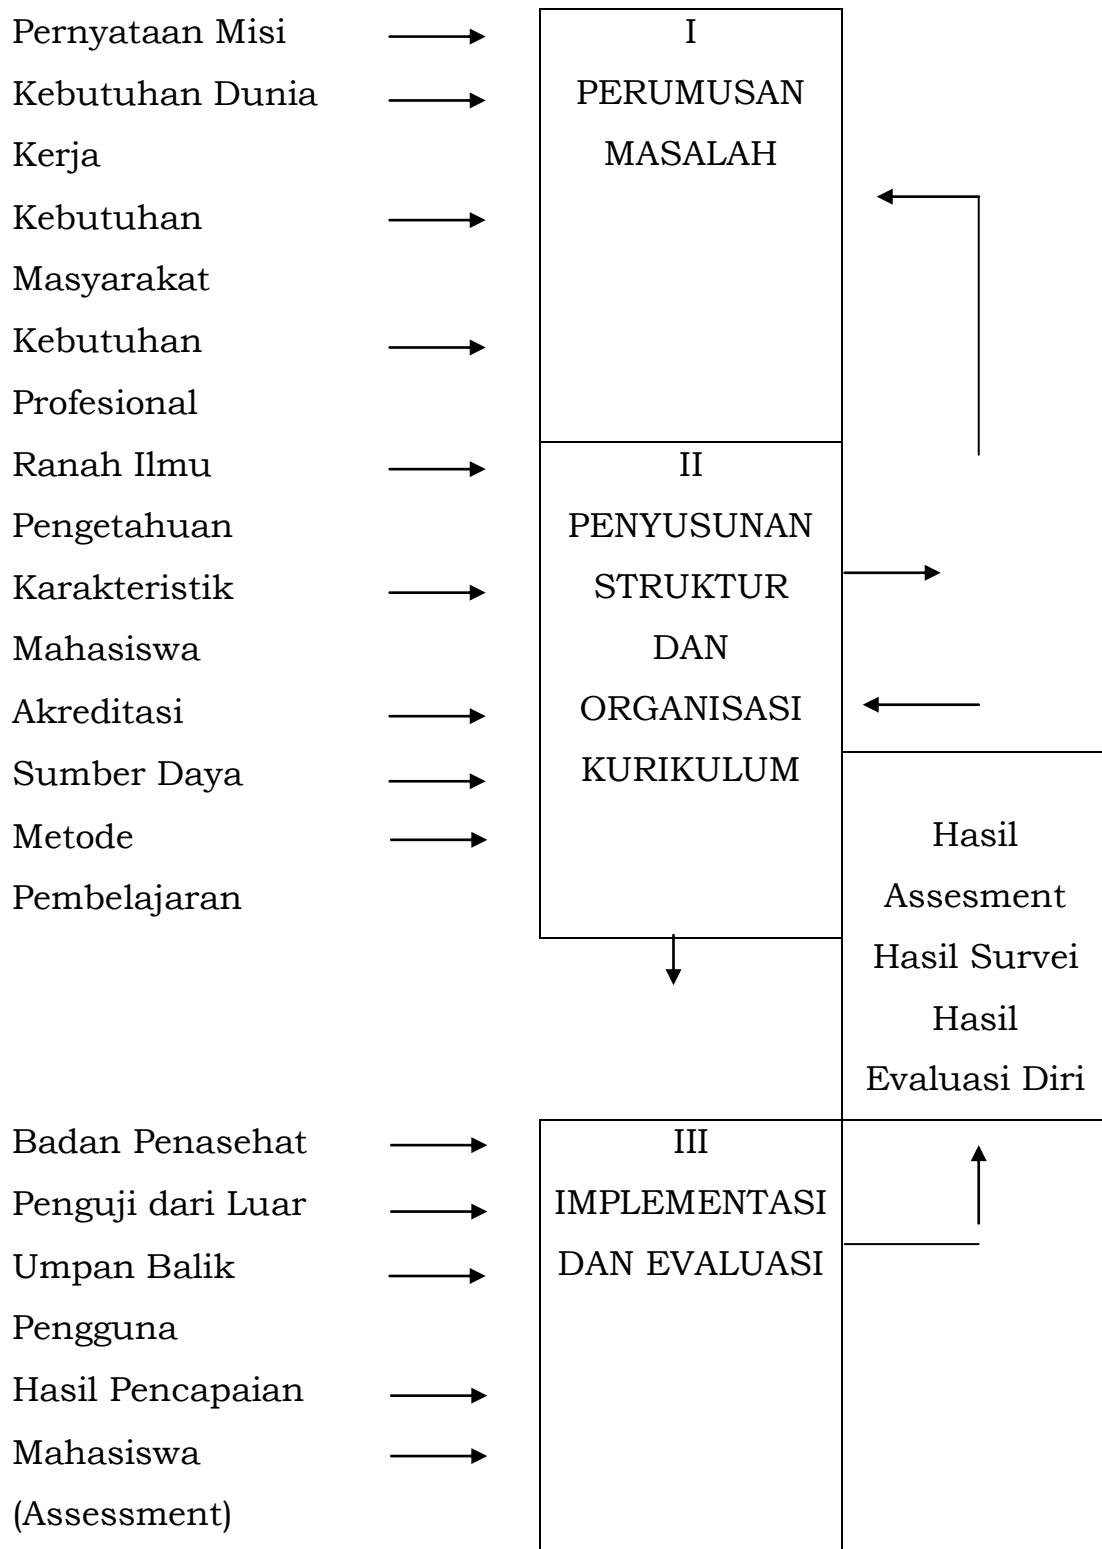 Pernyataan Misi
Kebutuhan Dunia
Kerja
Kebutuhan
Masyarakat
Kebutuhan
Profesional
Ranah Ilmu
Pengetahuan
Karakteristik
Mahasiswa
Akreditasi
Sumber Daya
Metode
Pembelajaran
I
PERUMUSAN
MASALAH
II
PENYUSUNAN
STRUKTUR
DAN
ORGANISASI
KURIKULUM
Hasil
Assesment
Hasil Survei
Hasil
Evaluasi Diri
Badan Penasehat
Penguji dari Luar
Umpan Balik
Pengguna
Hasil Pencapaian
Mahasiswa
(Assessment)
III
IMPLEMENTASI
DAN EVALUASI